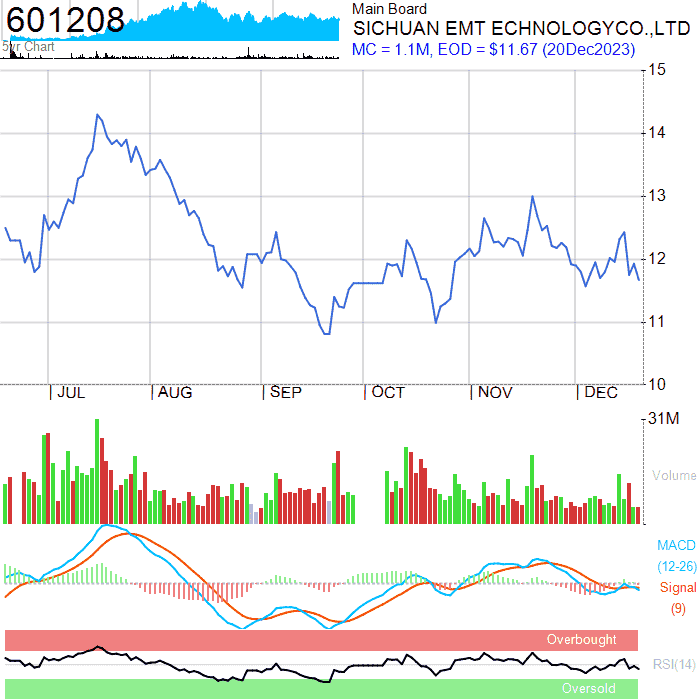 601208
5yr Chart
Main Board
SICHUAN EMT ECHNOLOGYCO.,LTD
MC = 1.1M, EOD = $11.67 (20Dec2023)
15
14
13
12
11
10
JUL
AUG
SEP
OCT
NOV
DEC
31M
Volume
MACD
(12-26)
Signal
(9)
Overbought
RSI(14)
Oversold